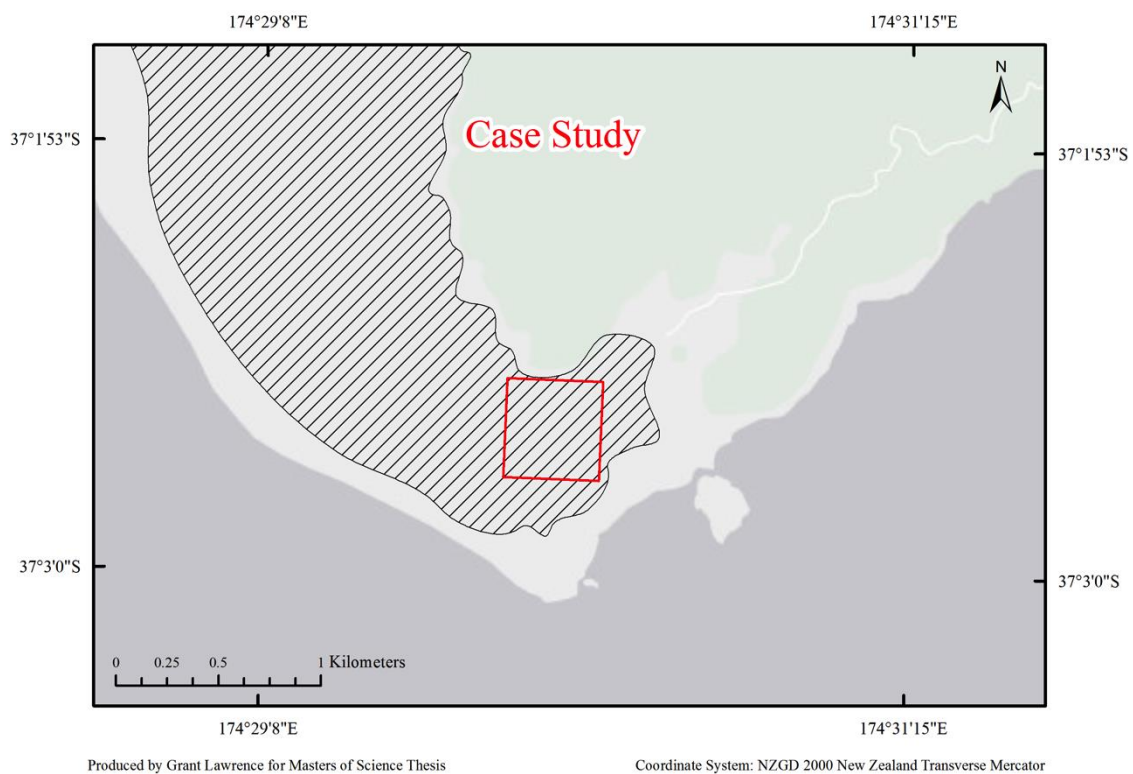 174°29'8"E
174°31'15"E
N
Case Study
37°1'53"S
37°1'53"S
37°3'0"S
37°3'0"S
0 0.25 0.5 1 Kilometers
174°29'8"E
174°31'15"E
Produced by Grant Lawrence for Masters of Science Thesis
Coordinate System: NZGD 2000 New Zealand Transverse Mercator